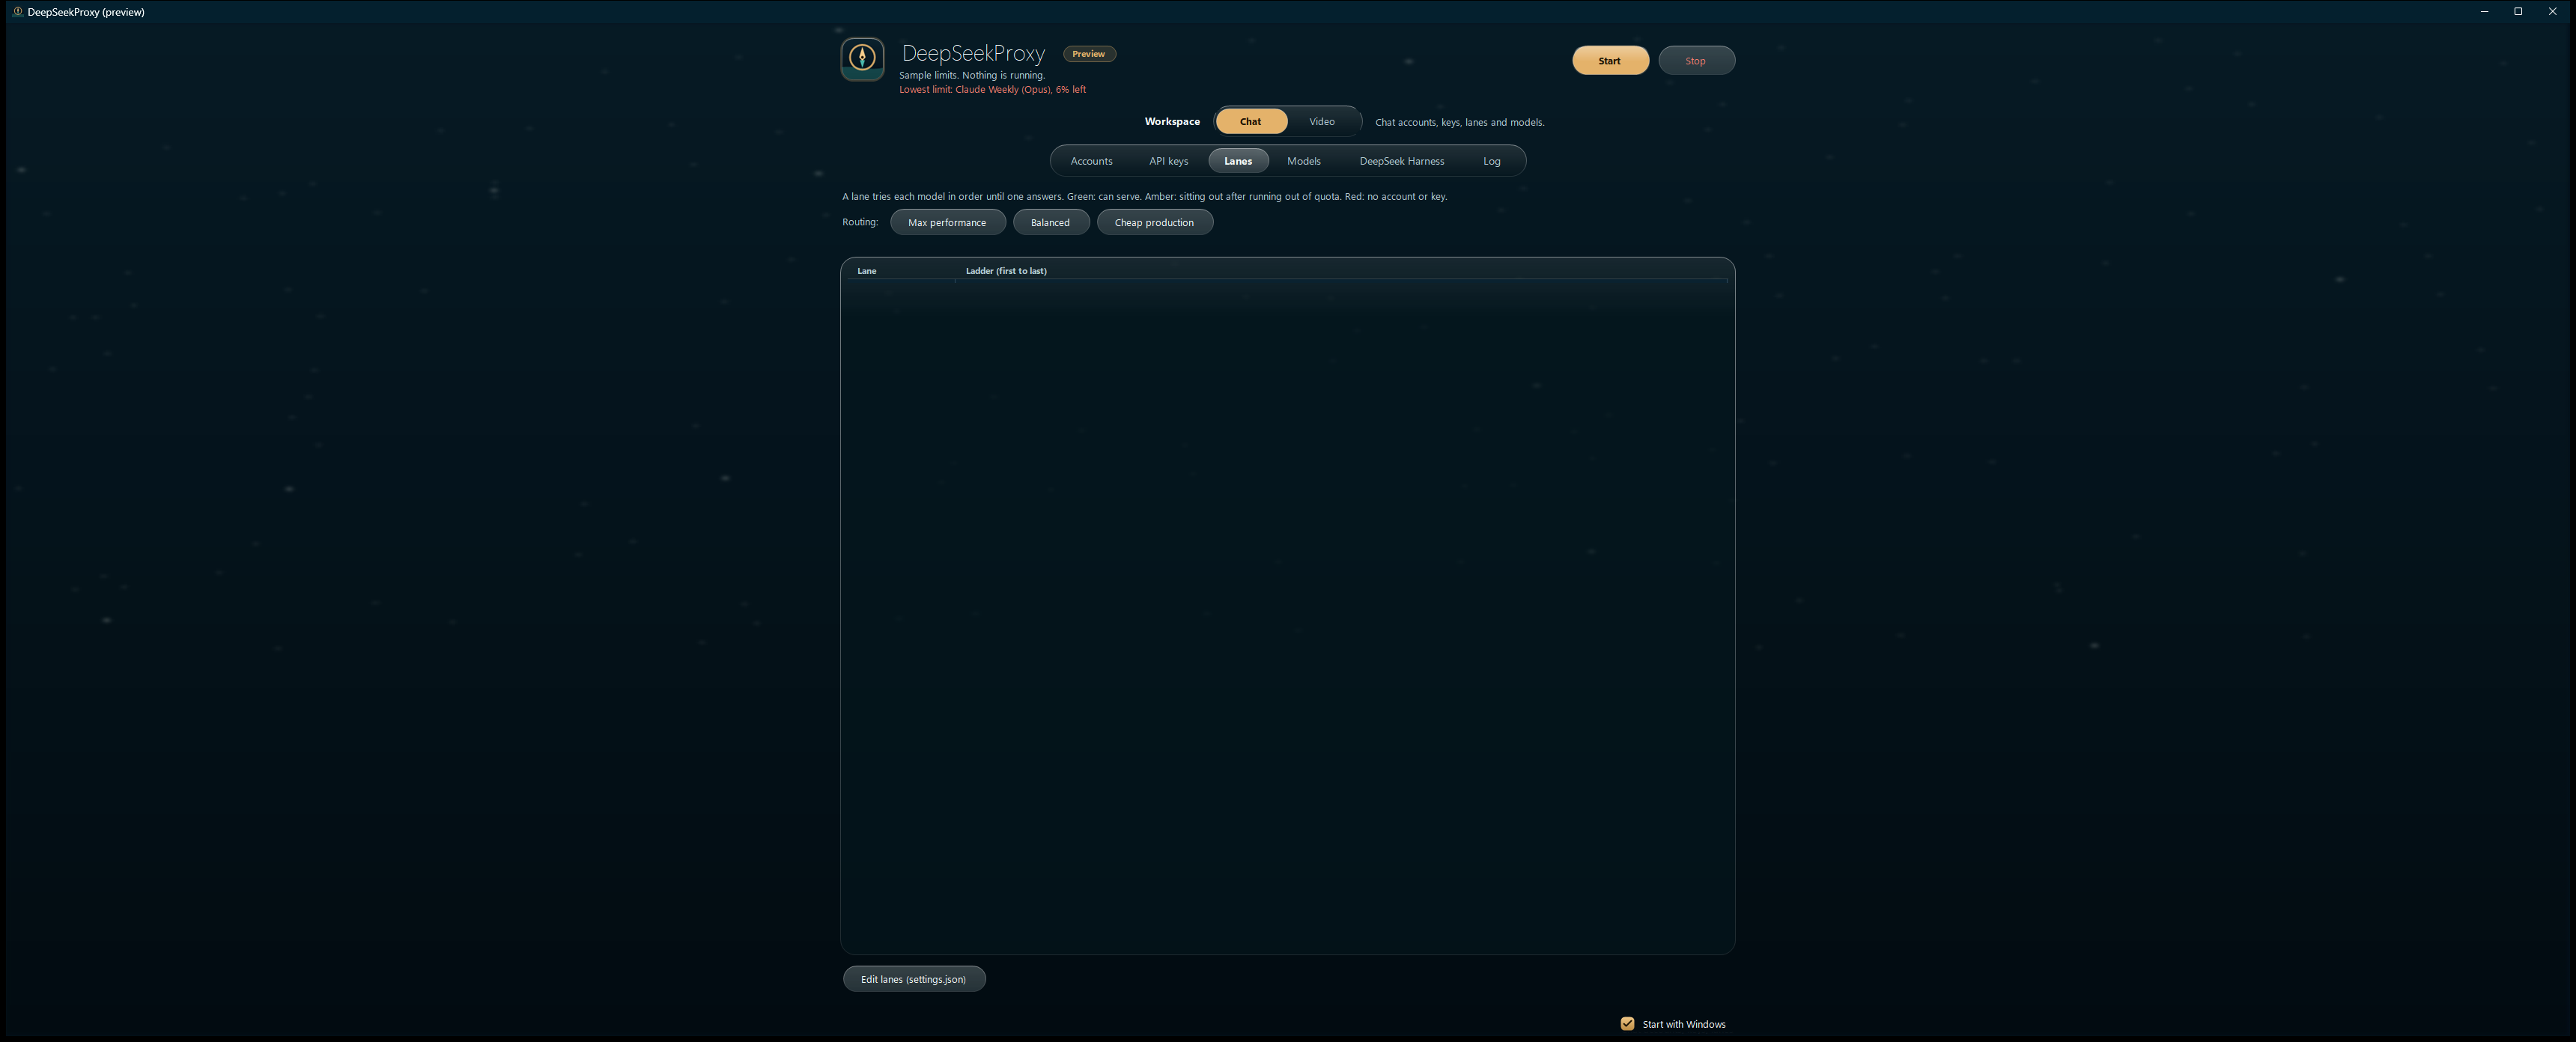 DeepSeekProxy (preview)
DeepSeekProxy Preview
Sample limits. Nothing is running.
Lowest limit: Claude Weekly (Opus), 6% left
Start Stop
Workspace Chat Video Chat accounts, keys, lanes and models.
Accounts API keys Lanes Models DeepSeek Harness Log
A lane tries each model in order until one answers. Green: can serve. Amber: sitting out after running out of quota. Red: no account or key.
Routing: Max performance Balanced Cheap production
Lane Ladder (first to last)
Edit lanes (settings.json)
Start with Windows